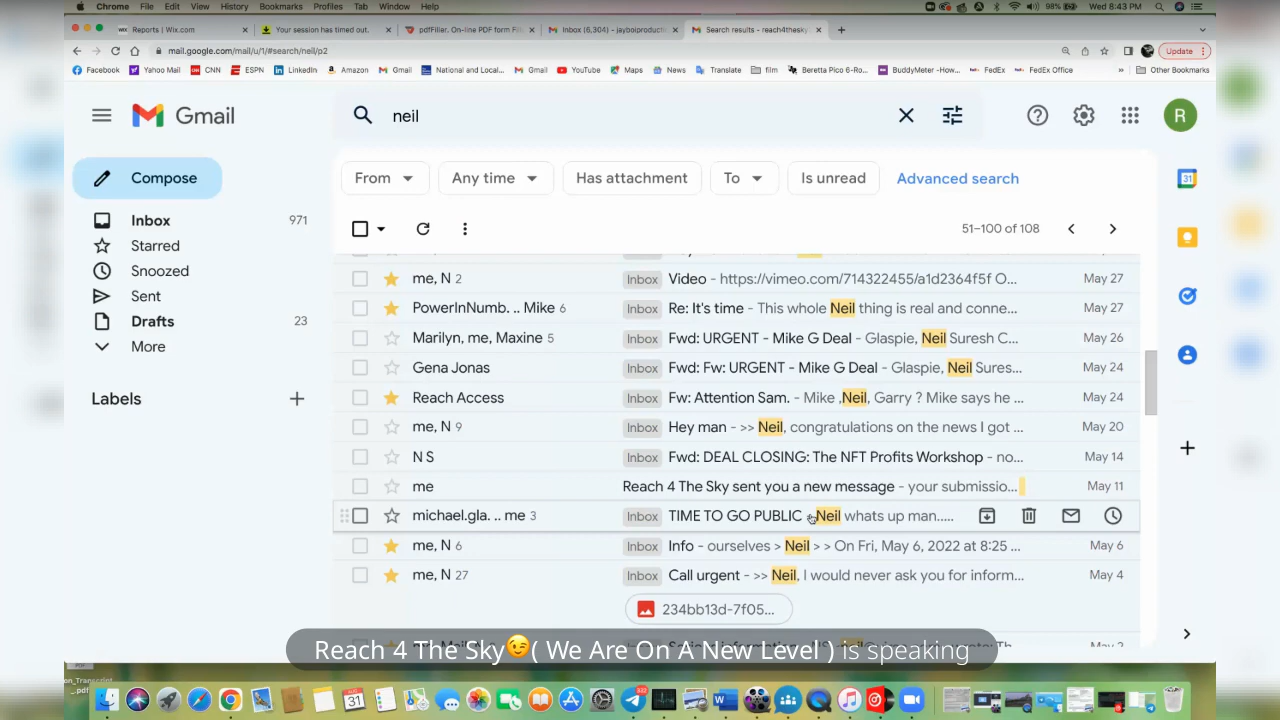 Chrome File Edit View History Bookmarks Profiles Tab Window Help 98% Wed 8:43 PM
Reports | Wix.com Your session has timed out. pdfFiller. On-line PDF form Fil Inbox (6,304) - jayboiproducti Search results - reach4thesky
mail.google.com/mail/u/1/#search/neil/p2 Update
Facebook Yahoo Mail CNN ESPN LinkedIn Amazon Gmail National and Local... Gmail YouTube Maps News Translate film Beretta Pico 6-Ro... BuddyMeter -How... FedEx FedEx Office » Other Bookmarks
Gmail neil R
Compose From Any time Has attachment To Is unread Advanced search
Inbox 971 51–100 of 108
Starred
Snoozed
Sent
Drafts 23
More
Labels
me, N 2 Inbox Video - https://vimeo.com/714322455/a1d2364f5f O... May 27
PowerInNumb. .. Mike 6 Inbox Re: It's time - This whole Neil thing is real and conne... May 27
Marilyn, me, Maxine 5 Inbox Fwd: URGENT - Mike G Deal - Glaspie, Neil Suresh C... May 26
Gena Jonas Inbox Fwd: Fw: URGENT - Mike G Deal - Glaspie, Neil Sures... May 24
Reach Access Inbox Fw: Attention Sam. - Mike ,Neil, Garry ? Mike says he ... May 24
me, N 9 Inbox Hey man - >> Neil, congratulations on the news I got ... May 20
N S Inbox Fwd: DEAL CLOSING: The NFT Profits Workshop - no... May 14
me Reach 4 The Sky sent you a new message - your submissio... May 11
michael.gla. .. me 3 Inbox TIME TO GO PUBLIC - Neil whats up man.....
me, N 6 Inbox Info - ourselves > Neil > > On Fri, May 6, 2022 at 8:25 ... May 6
me, N 27 Inbox Call urgent - >> Neil, I would never ask you for inform... May 4
234bb13d-7f05...
Reach 4 The Sky😉( We Are On A New Level ) is speaking
AUG 31